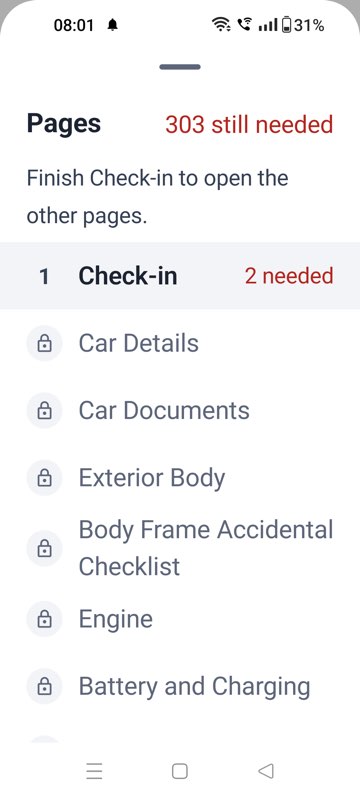 08:01 31%
Pages 303 still needed
Finish Check-in to open the
other pages.
1 Check-in 2 needed
Car Details
Car Documents
Exterior Body
Body Frame Accidental
Checklist
Engine
Battery and Charging